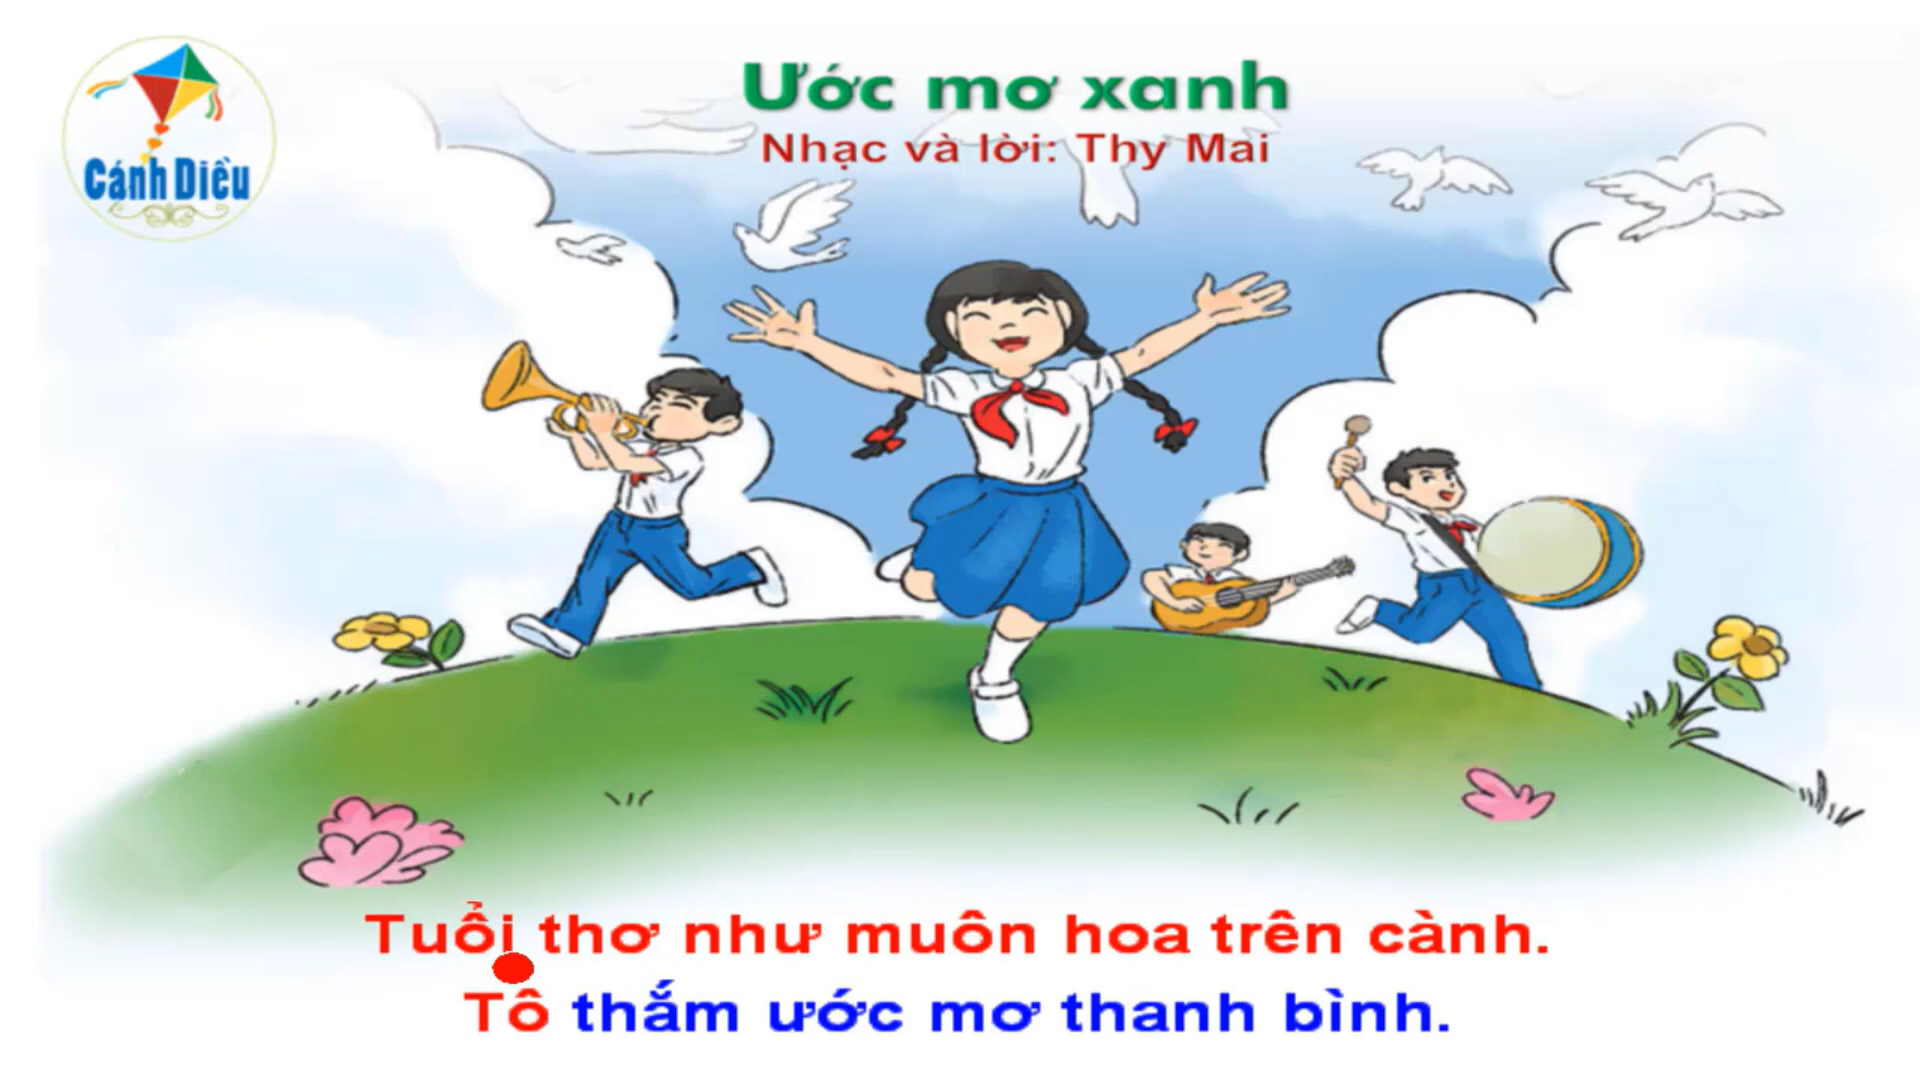 Cánh Diều
Ước mơ xanh
Nhạc và lời: Thy Mai
Tuổi thơ như muôn hoa trên cành.
Tô thắm ước mơ thanh bình.